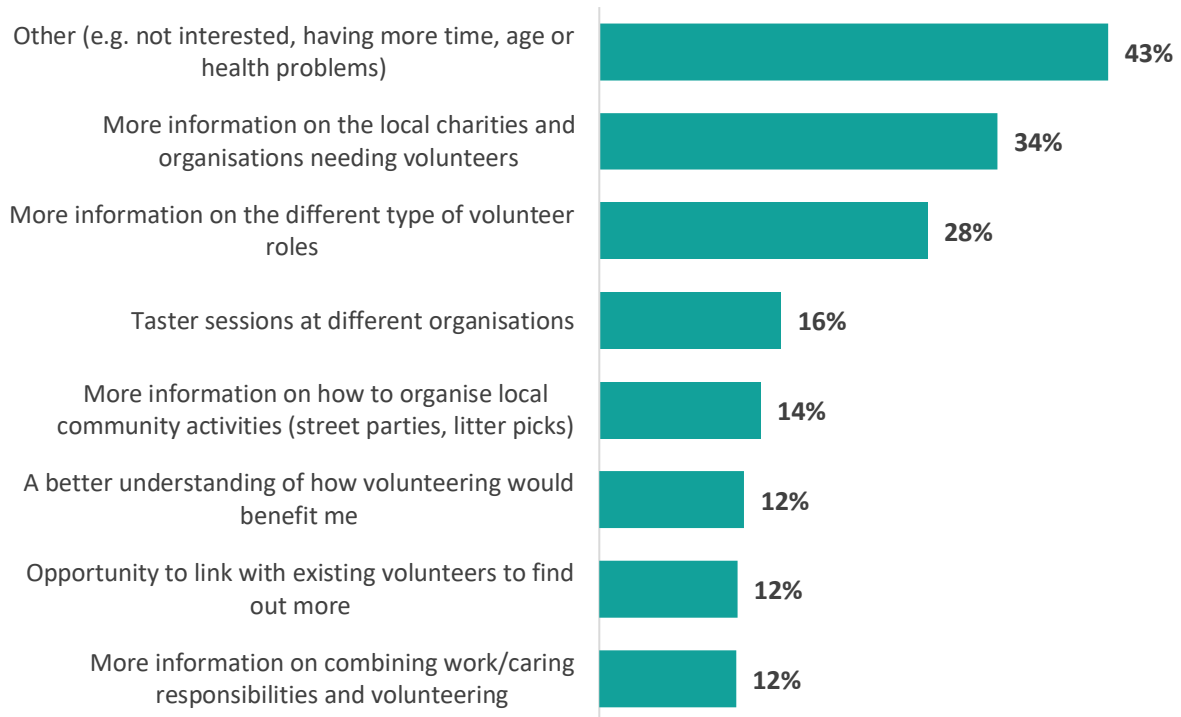 Other (e.g. not interested, having more time, age or
health problems)
43%
More information on the local charities and
organisations needing volunteers
34%
More information on the different type of volunteer
roles
28%
Taster sessions at different organisations
16%
More information on how to organise local
community activities (street parties, litter picks)
14%
A better understanding of how volunteering would
benefit me
12%
Opportunity to link with existing volunteers to find
out more
12%
More information on combining work/caring
responsibilities and volunteering
12%